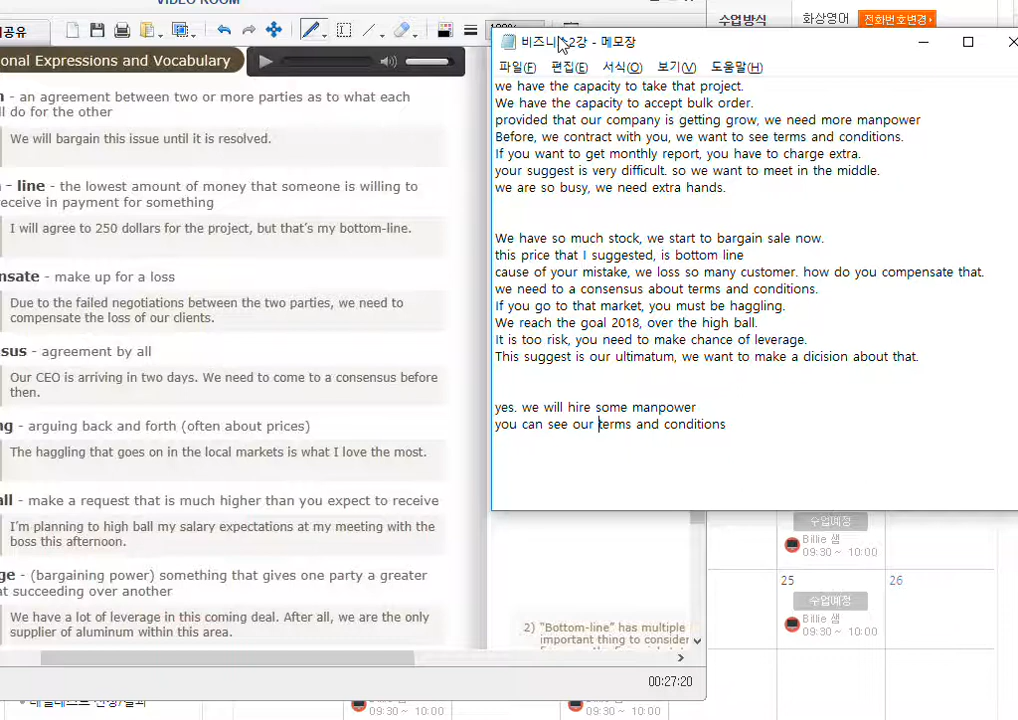 VIDEO ROOM
공유
수업방식
화상영어
전화번호변경
onal Expressions and Vocabulary
- an agreement between two or more parties as to what each
do for the other
We will bargain this issue until it is resolved.
- line - the lowest amount of money that someone is willing to
eceive in payment for something
I will agree to 250 dollars for the project, but that's my bottom-line.
nsate - make up for a loss
Due to the failed negotiations between the two parties, we need to
compensate the loss of our clients.
sus - agreement by all
Our CEO is arriving in two days. We need to come to a consensus before
then.
ng - arguing back and forth (often about prices)
The haggling that goes on in the local markets is what I love the most.
all - make a request that is much higher than you expect to receive
I'm planning to high ball my salary expectations at my meeting with the
boss this afternoon.
ge - (bargaining power) something that gives one party a greater
at succeeding over another
We have a lot of leverage in this coming deal. After all, we are the only
supplier of aluminum within this area.
2) "Bottom-line" has multiple
important thing to consider
00:27:20
2강 - 메모장
파일(F) 편집(E) 서식(O) 보기(V) 도움말(H)
we have the capacity to take that project.
We have the capacity to accept bulk order.
provided that our company is getting grow, we need more manpower
Before, we contract with you, we want to see terms and conditions.
If you want to get monthly report, you have to charge extra.
your suggest is very difficult. so we want to meet in the middle.
we are so busy, we need extra hands.
We have so much stock, we start to bargain sale now.
this price that I suggested, is bottom line
cause of your mistake, we loss so many customer. how do you compensate that.
we need to a consensus about terms and conditions.
If you go to that market, you must be haggling.
We reach the goal 2018, over the high ball.
It is too risk, you need to make chance of leverage.
This suggest is our ultimatum, we want to make a dicision about that.
yes. we will hire some manpower
you can see our terms and conditions
수업예정
Billie 샘
09:30 ~ 10:00
25
26
수업예정
Billie 샘
09:30 ~ 10:00
09:30 ~ 10:00
09:30 ~ 10:00